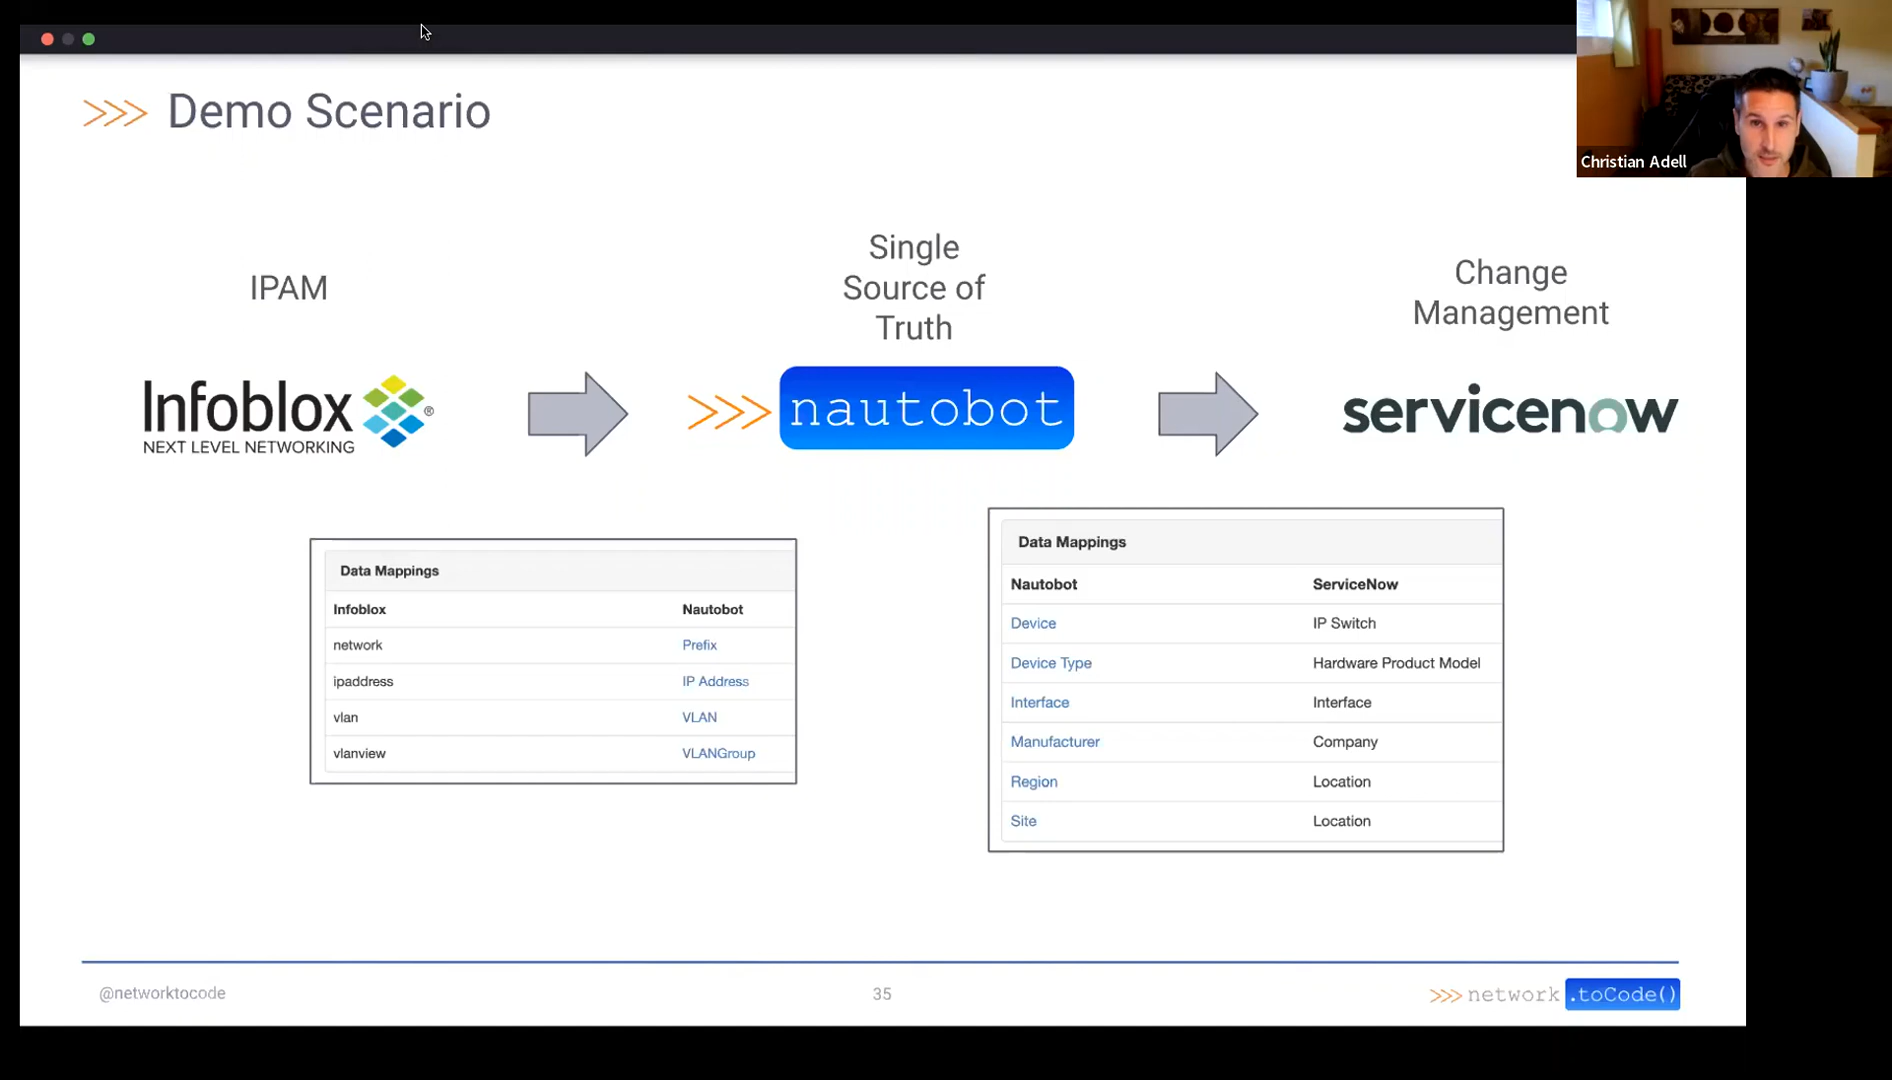 Demo Scenario
Christian Adell
IPAM
Single
Source of
Truth
Change
Management
Infoblox ®
NEXT LEVEL NETWORKING
>>> nautobot
servicenow
Data Mappings
Infoblox Nautobot
network Prefix
ipaddress IP Address
vlan VLAN
vlanview VLANGroup
Data Mappings
Nautobot ServiceNow
Device IP Switch
Device Type Hardware Product Model
Interface Interface
Manufacturer Company
Region Location
Site Location
@networktocode
35
>>> network .toCode()